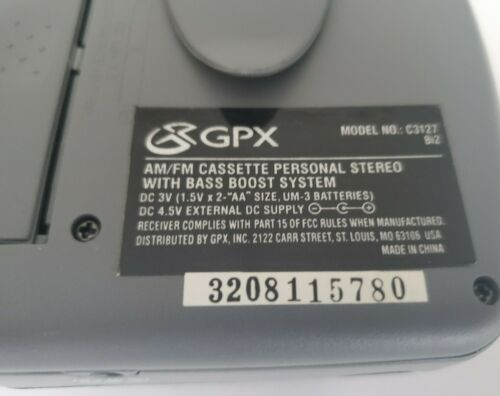 GPX
MODEL NO.: C3127
AM/FM CASSETTE PERSONAL STEREO
WITH BASS BOOST SYSTEM
DC 3V (1.5V x 2-"AA" SIZE, UM-3 BATTERIES)
DC 4.5V EXTERNAL DC SUPPLY
RECEIVER COMPLIES WITH PART 15 OF FCC RULES WHEN MANUFACTURED.
DISTRIBUTED BY GPX, INC. 2122 CARR STREET, ST. LOUIS, MO 63106 USA
MADE IN CHINA
3208115780